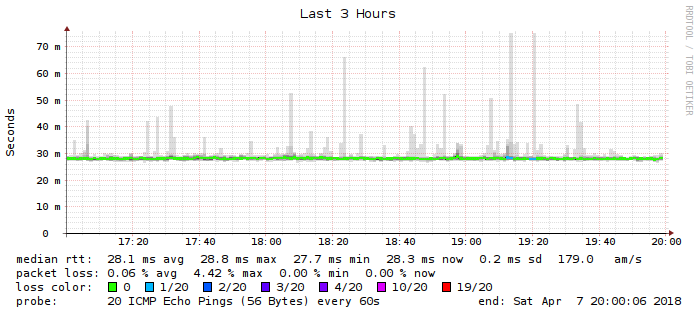 Last 3 Hours
RRDTOOL / TOBI OETIKER
Seconds
70 m
60 m
50 m
40 m
30 m
20 m
10 m
0
17:20 17:40 18:00 18:20 18:40 19:00 19:20 19:40 20:00
median rtt: 28.1 ms avg 28.8 ms max 27.7 ms min 28.3 ms now 0.2 ms sd 179.0 am/s
packet loss: 0.06 % avg 4.42 % max 0.00 % min 0.00 % now
loss color: 0 1/20 2/20 3/20 4/20 10/20 19/20
probe: 20 ICMP Echo Pings (56 Bytes) every 60s end: Sat Apr 7 20:00:06 2018